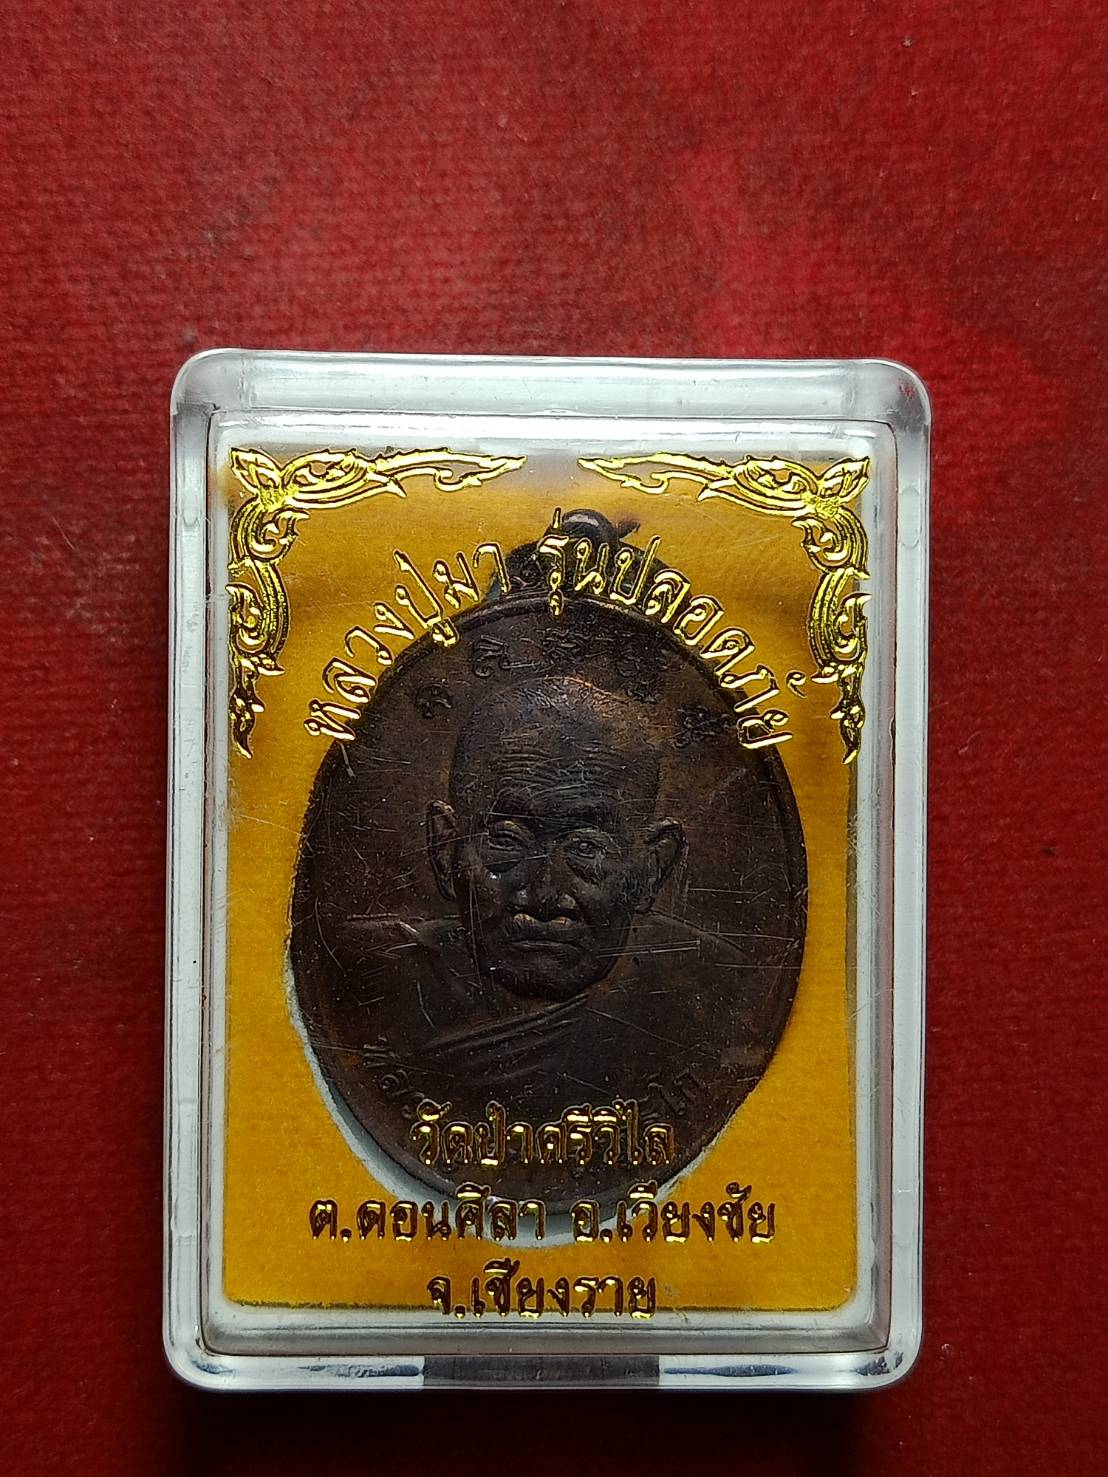 หลวงปู่มา รุ่นปลอดภัย
วัดป่าศรีวิไล
ต.ดอนศิลา อ.เวียงชัย
จ.เชียงราย